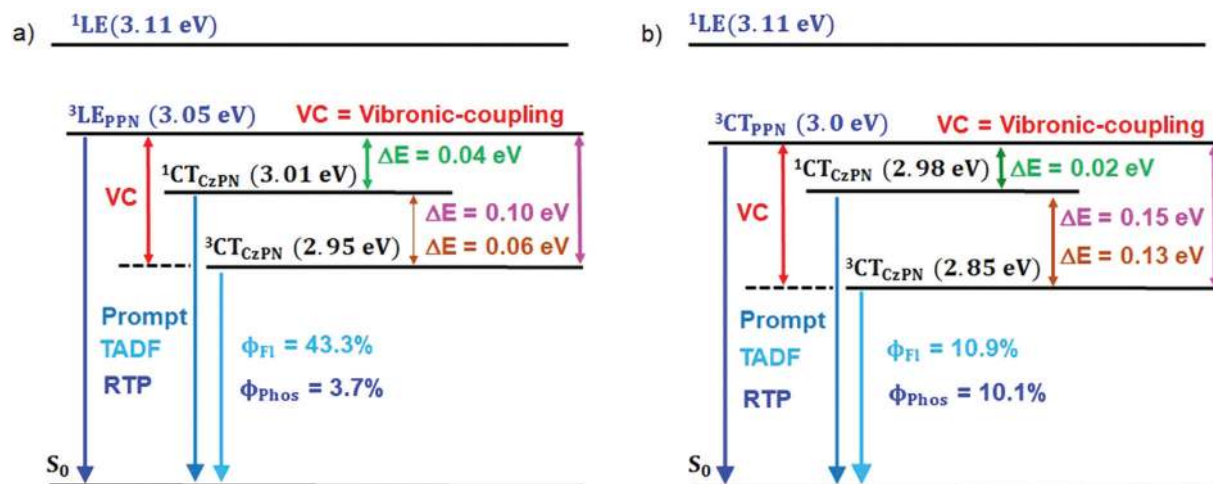 a)
¹LE(3.11 eV)
³LE_PPN (3.05 eV)
VC = Vibronic-coupling
ΔE = 0.04 eV
¹CT_CzPN (3.01 eV)
VC
ΔE = 0.10 eV
ΔE = 0.06 eV
³CT_CzPN (2.95 eV)
Prompt
TADF
RTP
ϕ_Fl = 43.3%
ϕ_Phos = 3.7%
S₀
b)
¹LE(3.11 eV)
³CT_PPN (3.0 eV)
VC = Vibronic-coupling
¹CT_CzPN (2.98 eV)
ΔE = 0.02 eV
VC
ΔE = 0.15 eV
ΔE = 0.13 eV
³CT_CzPN (2.85 eV)
Prompt
TADF
RTP
ϕ_Fl = 10.9%
ϕ_Phos = 10.1%
S₀